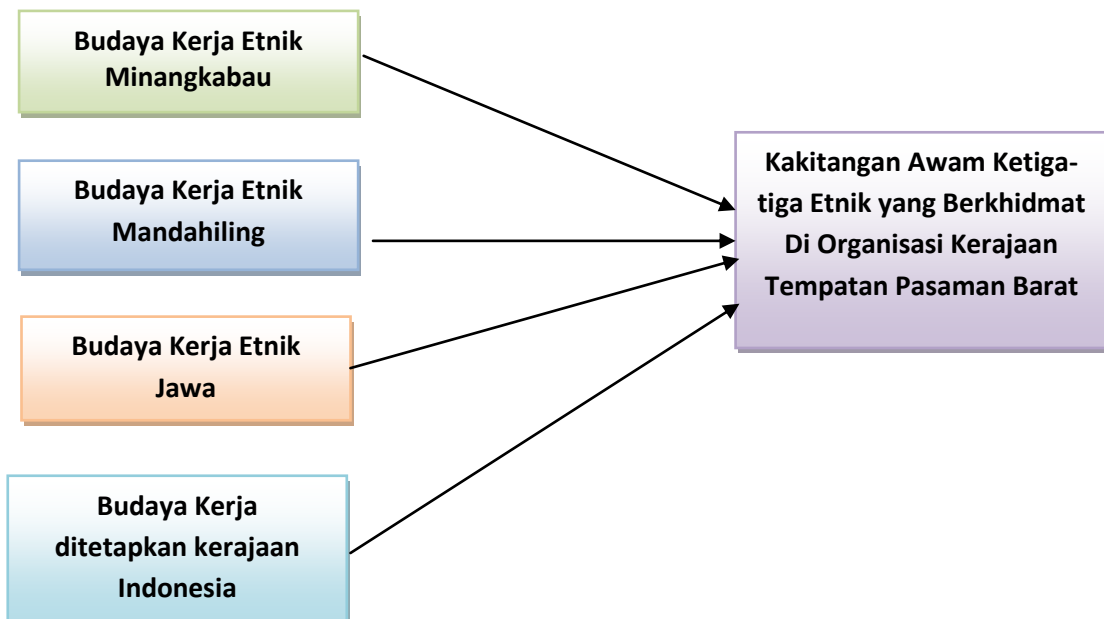 Budaya Kerja Etnik
Minangkabau
Budaya Kerja Etnik
Mandahiling
Budaya Kerja Etnik
Jawa
Budaya Kerja
ditetapkan kerajaan
Indonesia
Kakitangan Awam Ketiga-
tiga Etnik yang Berkhidmat
Di Organisasi Kerajaan
Tempatan Pasaman Barat